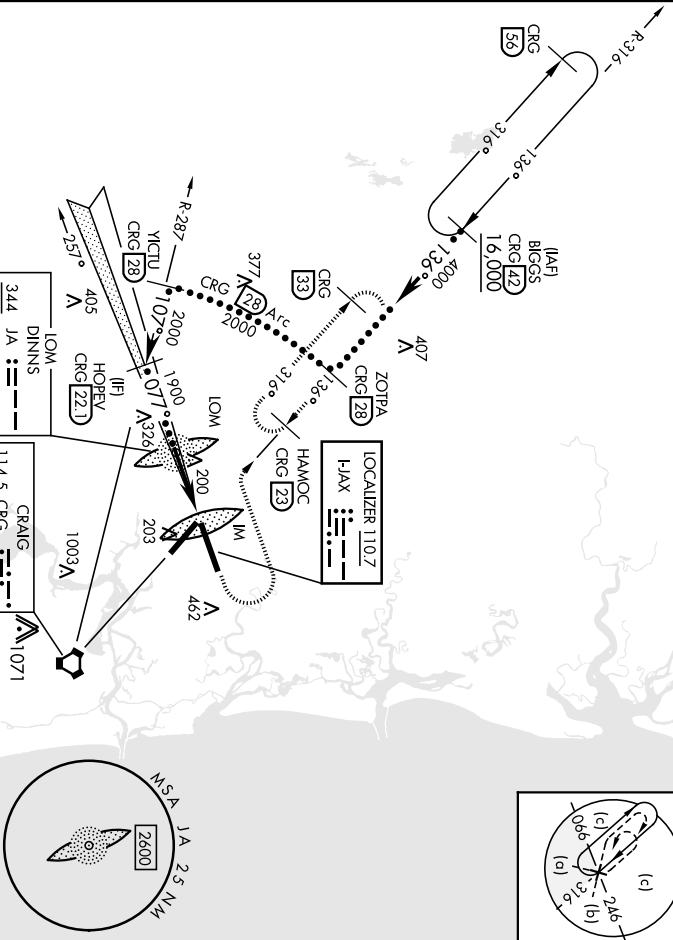 R-316
CRG
56
316°
136°
(IAF)
BIGGS
CRG 42
16,000
136°
4000
407
CRG
33
ZOTPA
CRG 28
136°
316°
HAMOC
CRG 23
LOCALIZER 110.7
I-JAX
R-287
YICTU
CRG 28
377
CRG 28 Arc
2000
2000
107°
257°
405
(IF)
HOPEV
CRG 22.1
1900
077°
326
LOM
200
IM
203
462
LOM
DINNS
344 JA
CRAIG
114.5 CRG
1003
1071
MSA JA 25 NM
2600
(c)
090
(a)
316
(b)
246
(c)